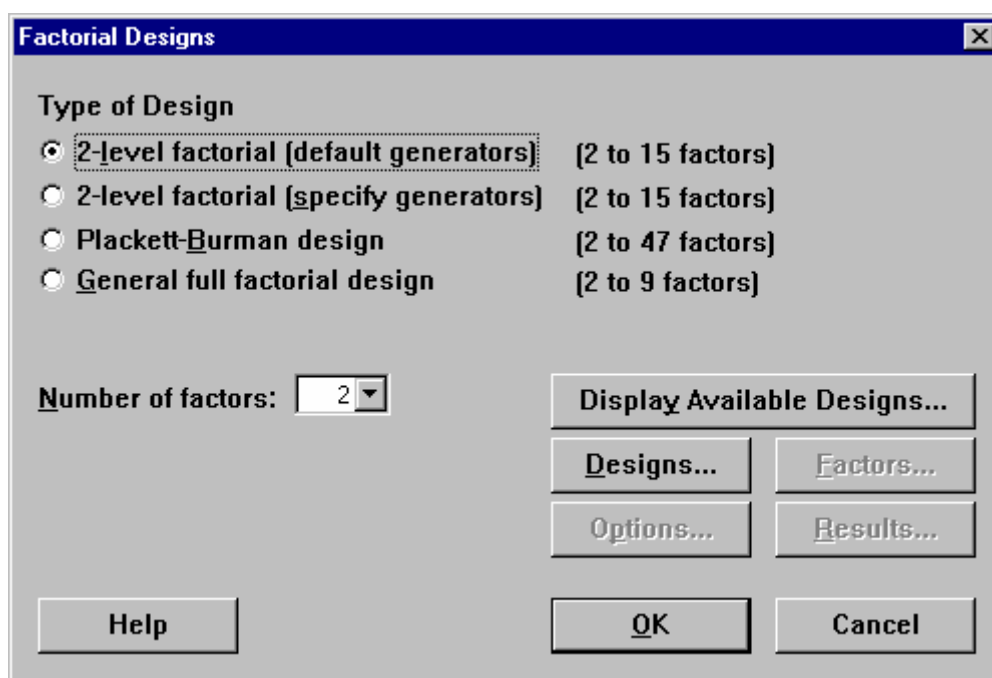 Factorial Designs
Type of Design
2-level factorial (default generators) (2 to 15 factors)
2-level factorial (specify generators) (2 to 15 factors)
Plackett-Burman design (2 to 47 factors)
General full factorial design (2 to 9 factors)
Number of factors: 2
Display Available Designs...
Designs... Factors...
Options... Results...
Help OK Cancel